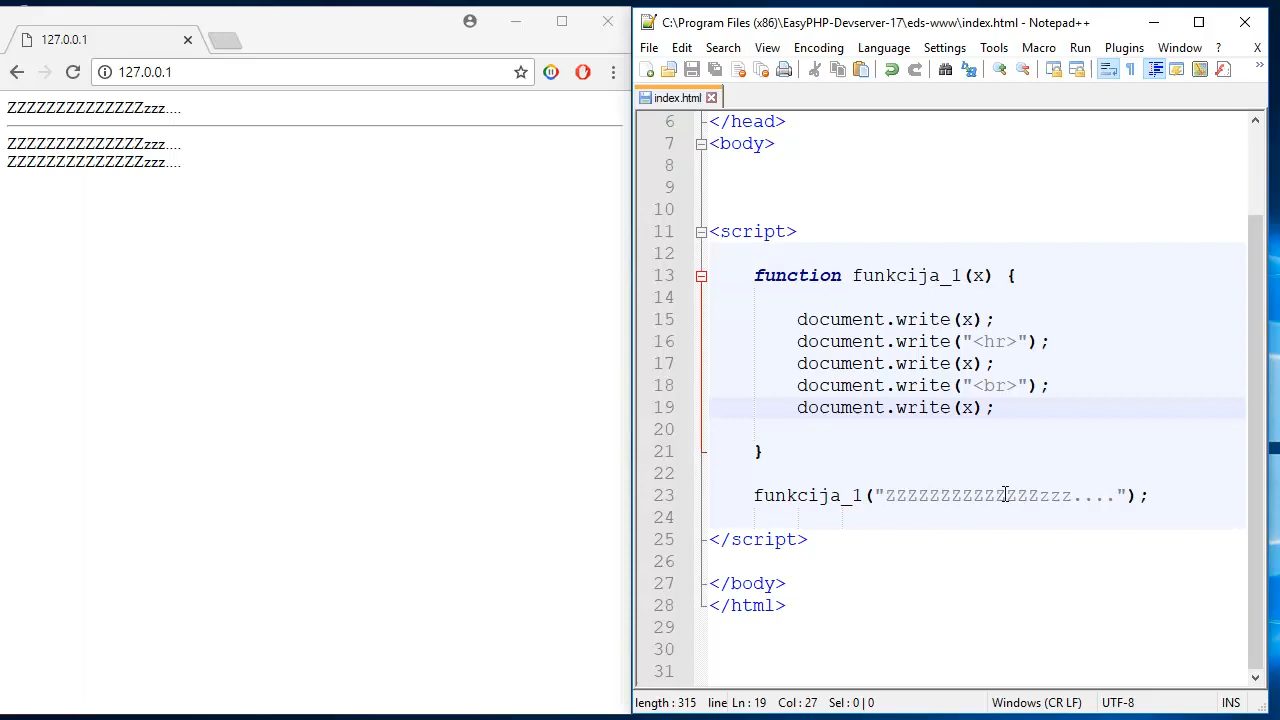 127.0.0.1
127.0.0.1
ZZZZZZZZZZZZZZzzz....
ZZZZZZZZZZZZZZzzz....
ZZZZZZZZZZZZZZzzz....
C:\Program Files (x86)\EasyPHP-Devserver-17\eds-www\index.html - Notepad++
File Edit Search View Encoding Language Settings Tools Macro Run Plugins Window ? X
index.html
6 </head>
7 <body>
8
9
10
11 <script>
12
13 function funkcija_1(x) {
14
15 document.write(x);
16 document.write("<hr>");
17 document.write(x);
18 document.write("<br>");
19 document.write(x);
20
21 }
22
23 funkcija_1("ZZZZZZZZZZZZZZzzz....");
24
25 </script>
26
27 </body>
28 </html>
29
30
31
length : 315 line Ln : 19 Col : 27 Sel : 0 | 0 Windows (CR LF) UTF-8 INS